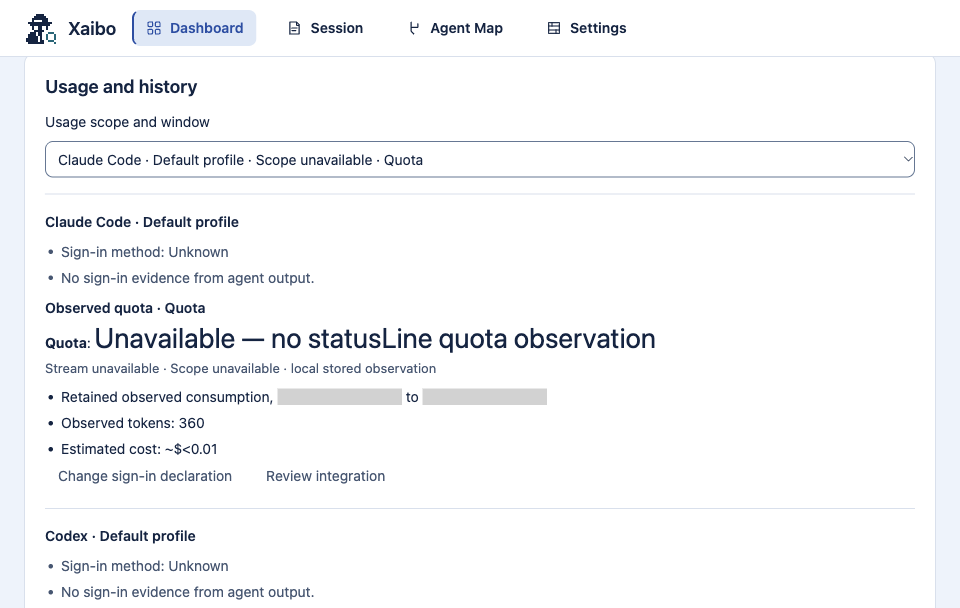 Xaibo
Dashboard
Session
Agent Map
Settings
Usage and history
Usage scope and window
Claude Code · Default profile · Scope unavailable · Quota
Claude Code · Default profile
• Sign-in method: Unknown
• No sign-in evidence from agent output.
Observed quota · Quota
Quota: Unavailable — no statusLine quota observation
Stream unavailable · Scope unavailable · local stored observation
• Retained observed consumption, to
• Observed tokens: 360
• Estimated cost: ~$<0.01
Change sign-in declaration
Review integration
Codex · Default profile
• Sign-in method: Unknown
• No sign-in evidence from agent output.